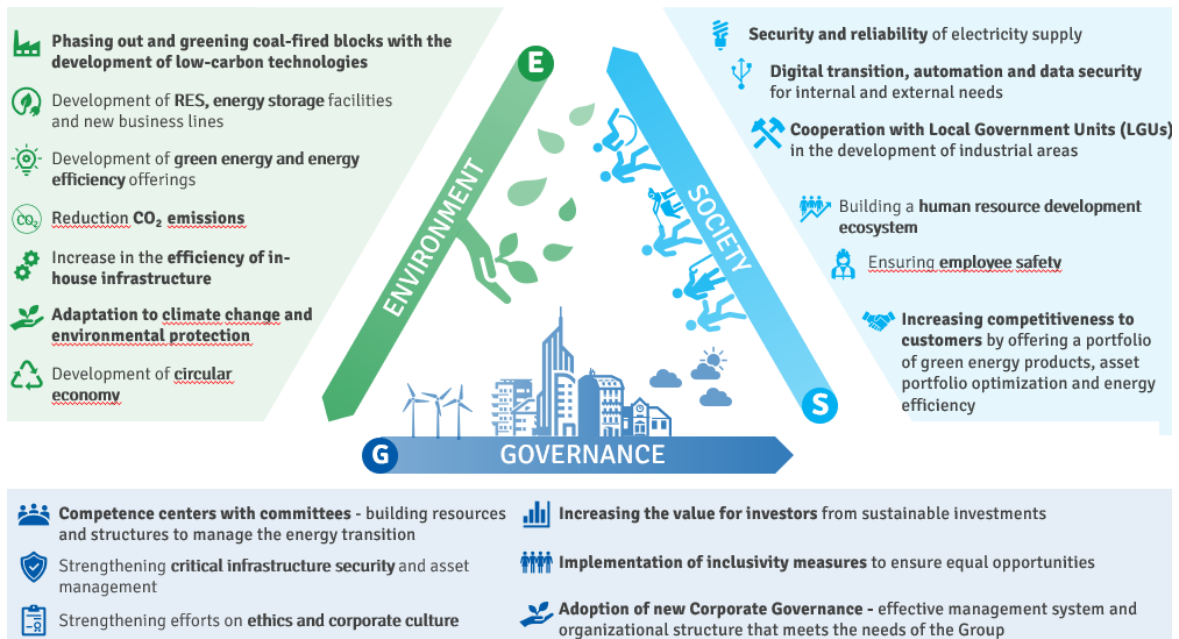 E
Phasing out and greening coal-fired blocks with the
development of low-carbon technologies
Development of RES, energy storage facilities
and new business lines
Development of green energy and energy
efficiency offerings
CO₂
Reduction CO₂ emissions
Increase in the efficiency of in-
house infrastructure
Adaptation to climate change and
environmental protection
Development of circular
economy
ENVIRONMENT
SOCIETY
Security and reliability of electricity supply
Digital transition, automation and data security
for internal and external needs
Cooperation with Local Government Units (LGUs)
in the development of industrial areas
Building a human resource development
ecosystem
Ensuring employee safety
Increasing competitiveness to
customers by offering a portfolio
of green energy products, asset
portfolio optimization and energy
efficiency
S
G
GOVERNANCE
Competence centers with committees - building resources
and structures to manage the energy transition
Strengthening critical infrastructure security and asset
management
Strengthening efforts on ethics and corporate culture
Increasing the value for investors from sustainable investments
Implementation of inclusivity measures to ensure equal opportunities
Adoption of new Corporate Governance - effective management system and
organizational structure that meets the needs of the Group